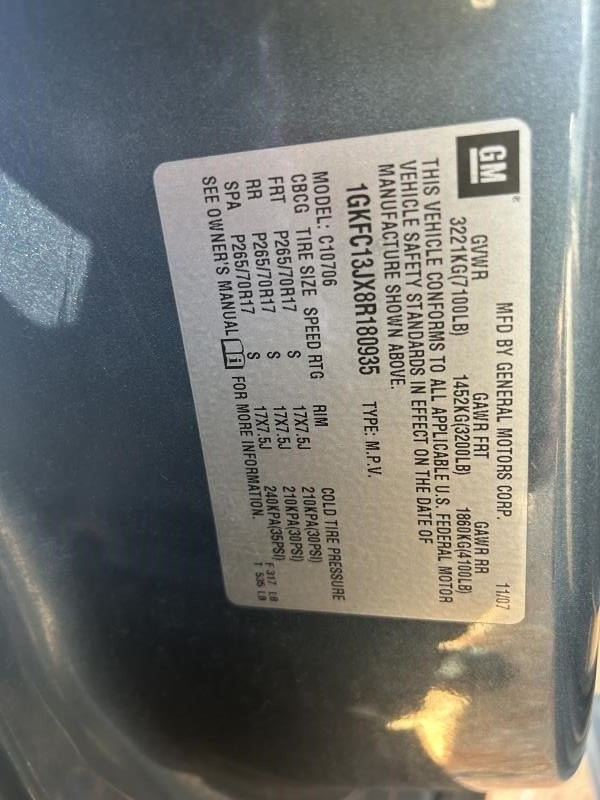 GM ®
MFD BY GENERAL MOTORS CORP. 11/07
GVWR GAWR FRT GAWR RR
3221KG(7100LB) 1452KG(3200LB) 1860KG(4100LB)
THIS VEHICLE CONFORMS TO ALL APPLICABLE U.S. FEDERAL MOTOR
VEHICLE SAFETY STANDARDS IN EFFECT ON THE DATE OF
MANUFACTURE SHOWN ABOVE.
1GKFC13JX8R180935 TYPE: M.P.V.
MODEL: C10706
CBCG TIRE SIZE SPEED RTG RIM COLD TIRE PRESSURE
FRT P265/70R17 S 17X7.5J 210KPA(30PSI)
RR P265/70R17 S 17X7.5J 210KPA(30PSI)
SPA P265/70R17 S 17X7.5J 240KPA(35PSI)
SEE OWNER'S MANUAL i FOR MORE INFORMATION.
F 317 LB
T 535 LB